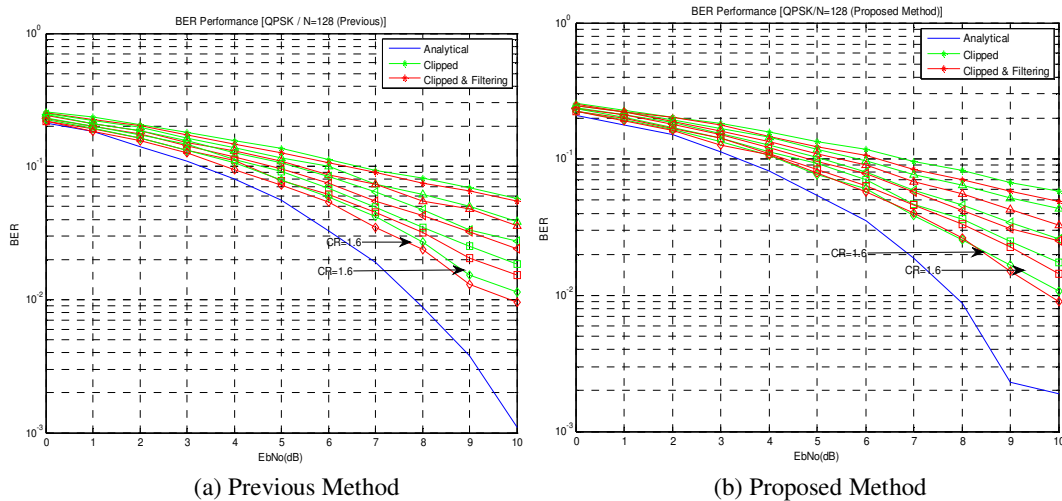 BER Performance [QPSK / N=128 (Previous)]
10^0
10^-1
10^-2
10^-3
BER
Analytical
Clipped
Clipped & Filtering
CR=1.6
CR=1.6
0 1 2 3 4 5 6 7 8 9 10
EbNo(dB)
(a) Previous Method
BER Performance [QPSK/N=128 (Proposed Method)]
10^0
10^-1
10^-2
10^-3
BER
Analytical
Clipped
Clipped & Filtering
CR=1.6
CR=1.6
0 1 2 3 4 5 6 7 8 9 10
EbNo(dB)
(b) Proposed Method